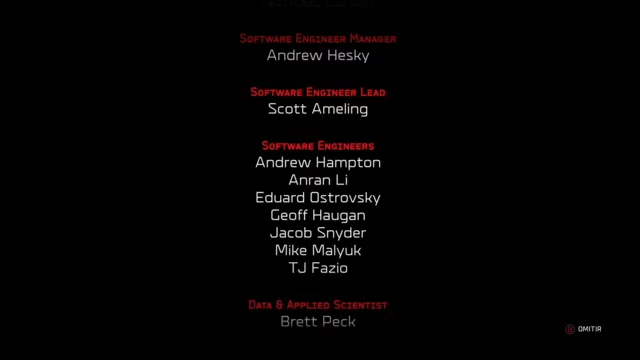 Software Engineer Manager
Andrew Hesky
Software Engineer Lead
Scott Ameling
Software Engineers
Andrew Hampton
Anran Li
Eduard Ostrovsky
Geoff Haugan
Jacob Snyder
Mike Malyuk
TJ Fazio
Data & Applied Scientist
Brett Peck
B OMITIR